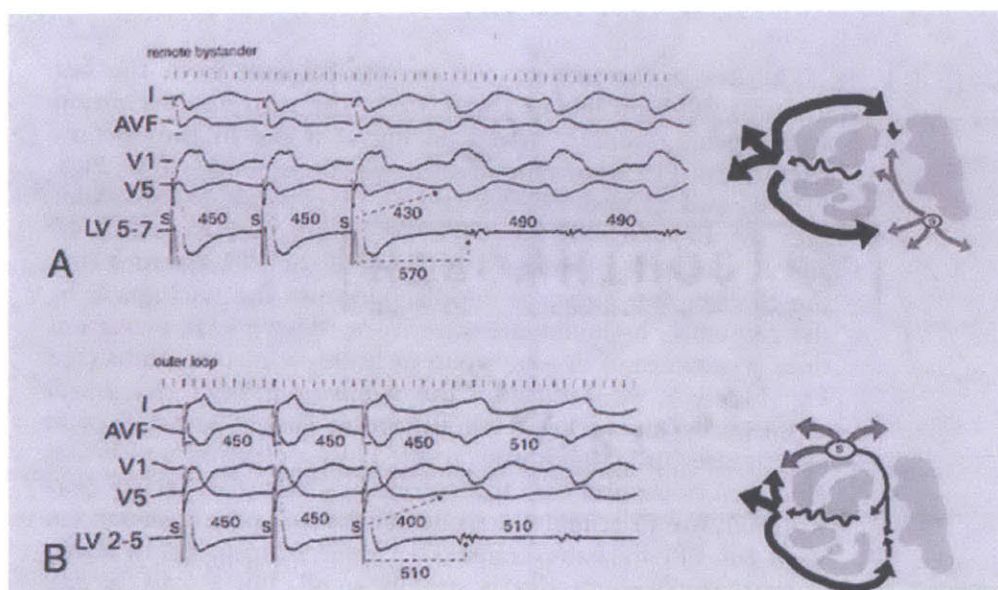 remote bystander
I
AVF
V1
V5
S 450 S 450 S 430 490 490
LV 5-7
570
A
outer loop
I
AVF 450 450 450 510
V1
V5
S 450 S 450 S 400 510
LV 2-5
510
B
S
S